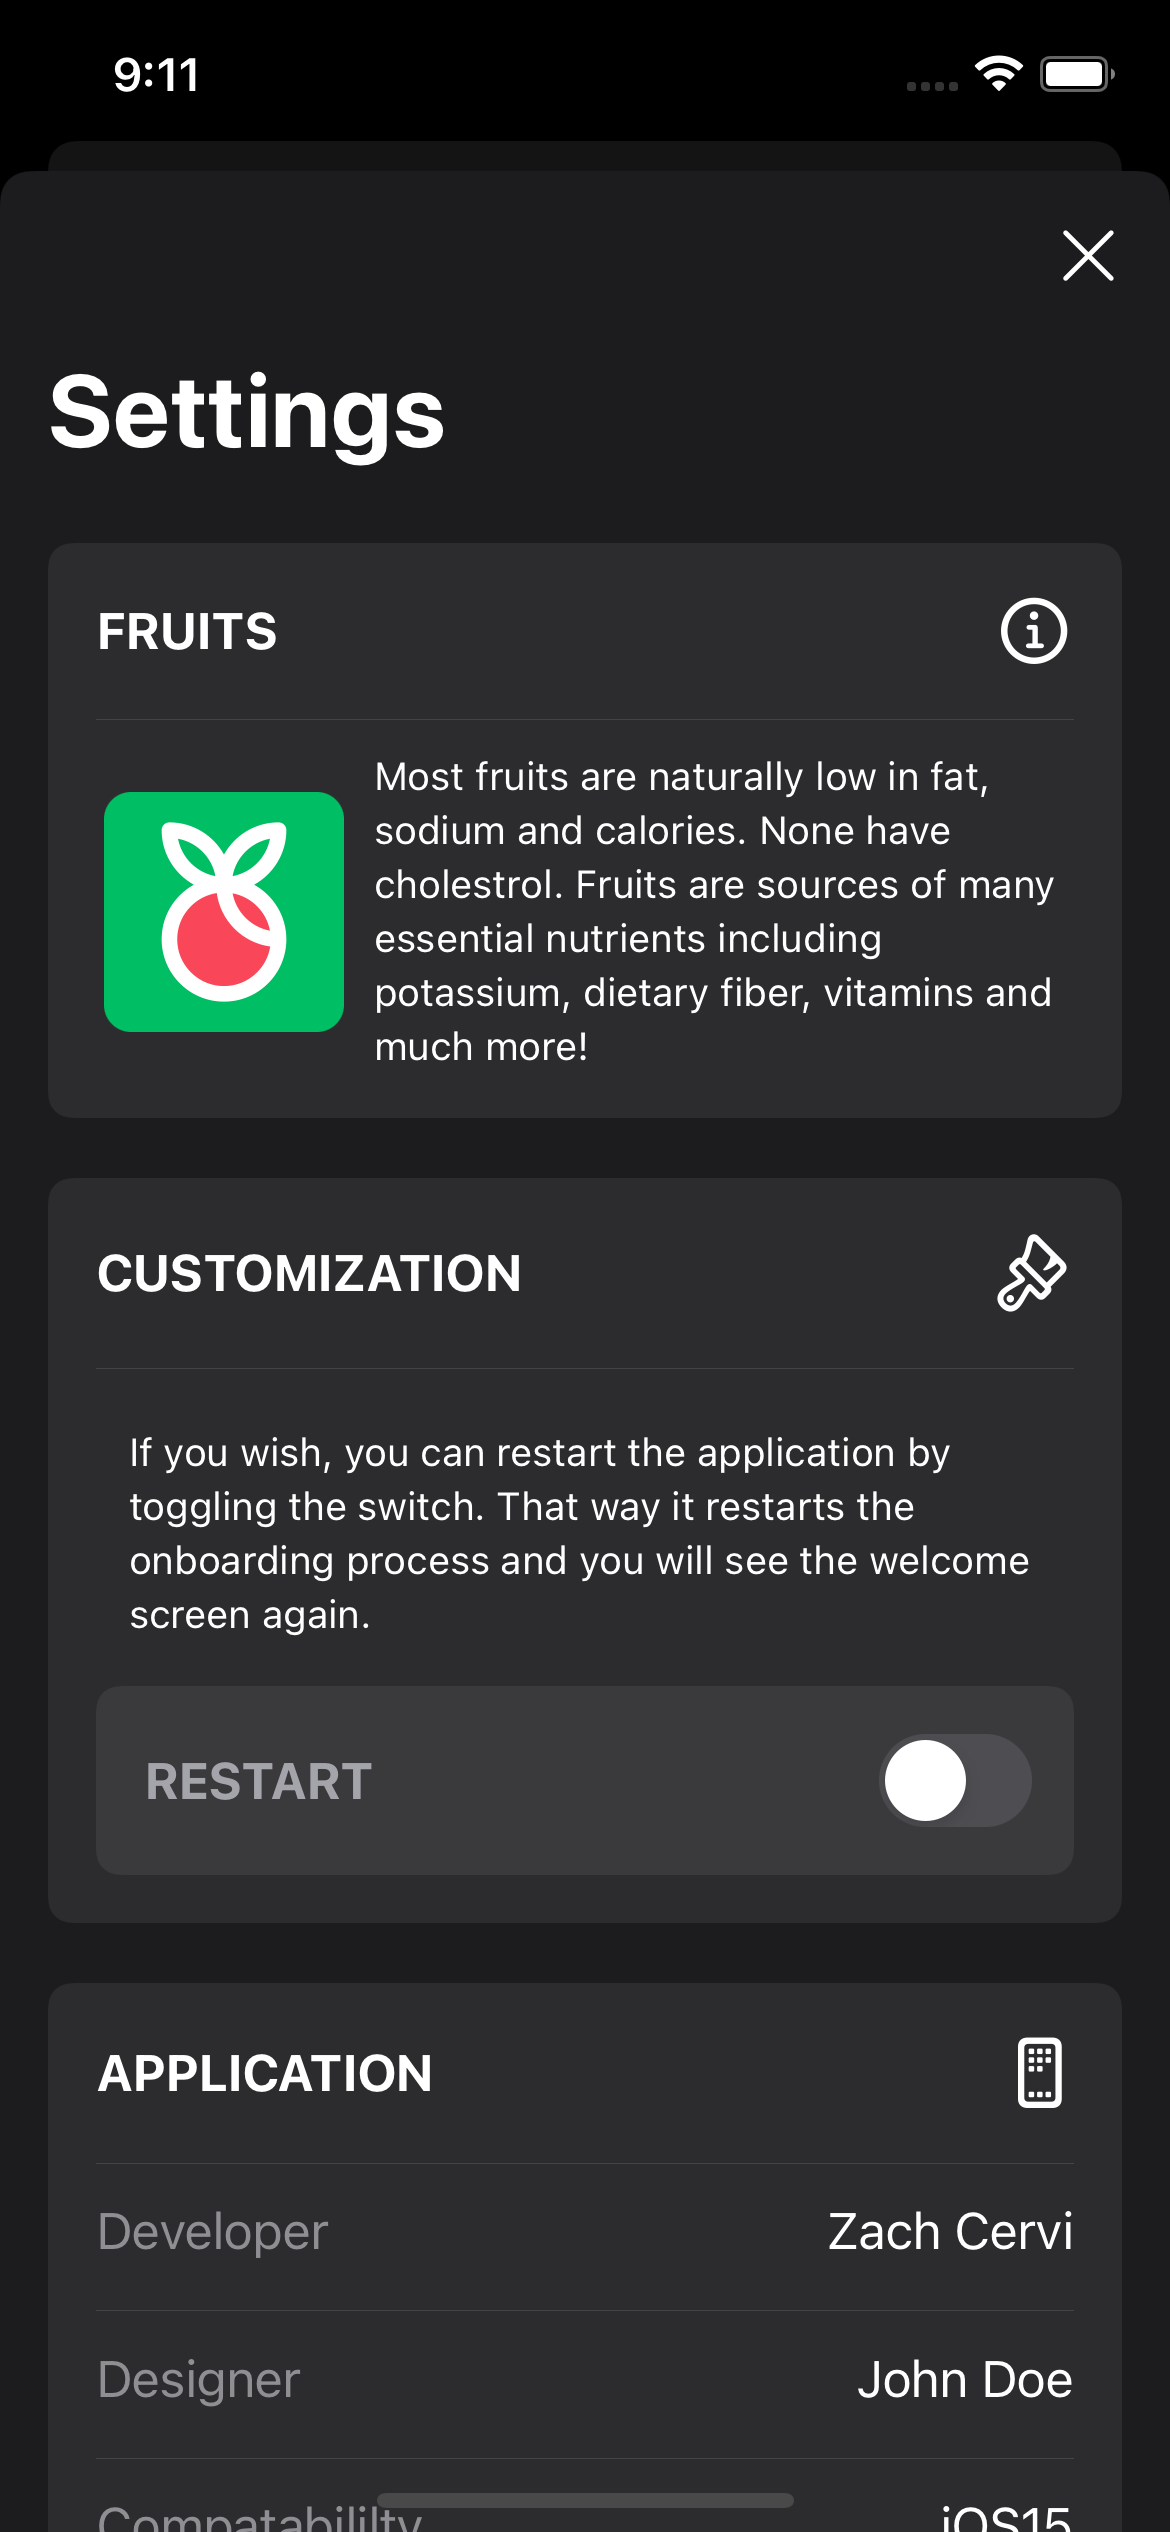 9:11
Settings
FRUITS
Most fruits are naturally low in fat,
sodium and calories. None have
cholestrol. Fruits are sources of many
essential nutrients including
potassium, dietary fiber, vitamins and
much more!
CUSTOMIZATION
If you wish, you can restart the application by
toggling the switch. That way it restarts the
onboarding process and you will see the welcome
screen again.
RESTART
APPLICATION
Developer Zach Cervi
Designer John Doe
Compatabililty iOS15